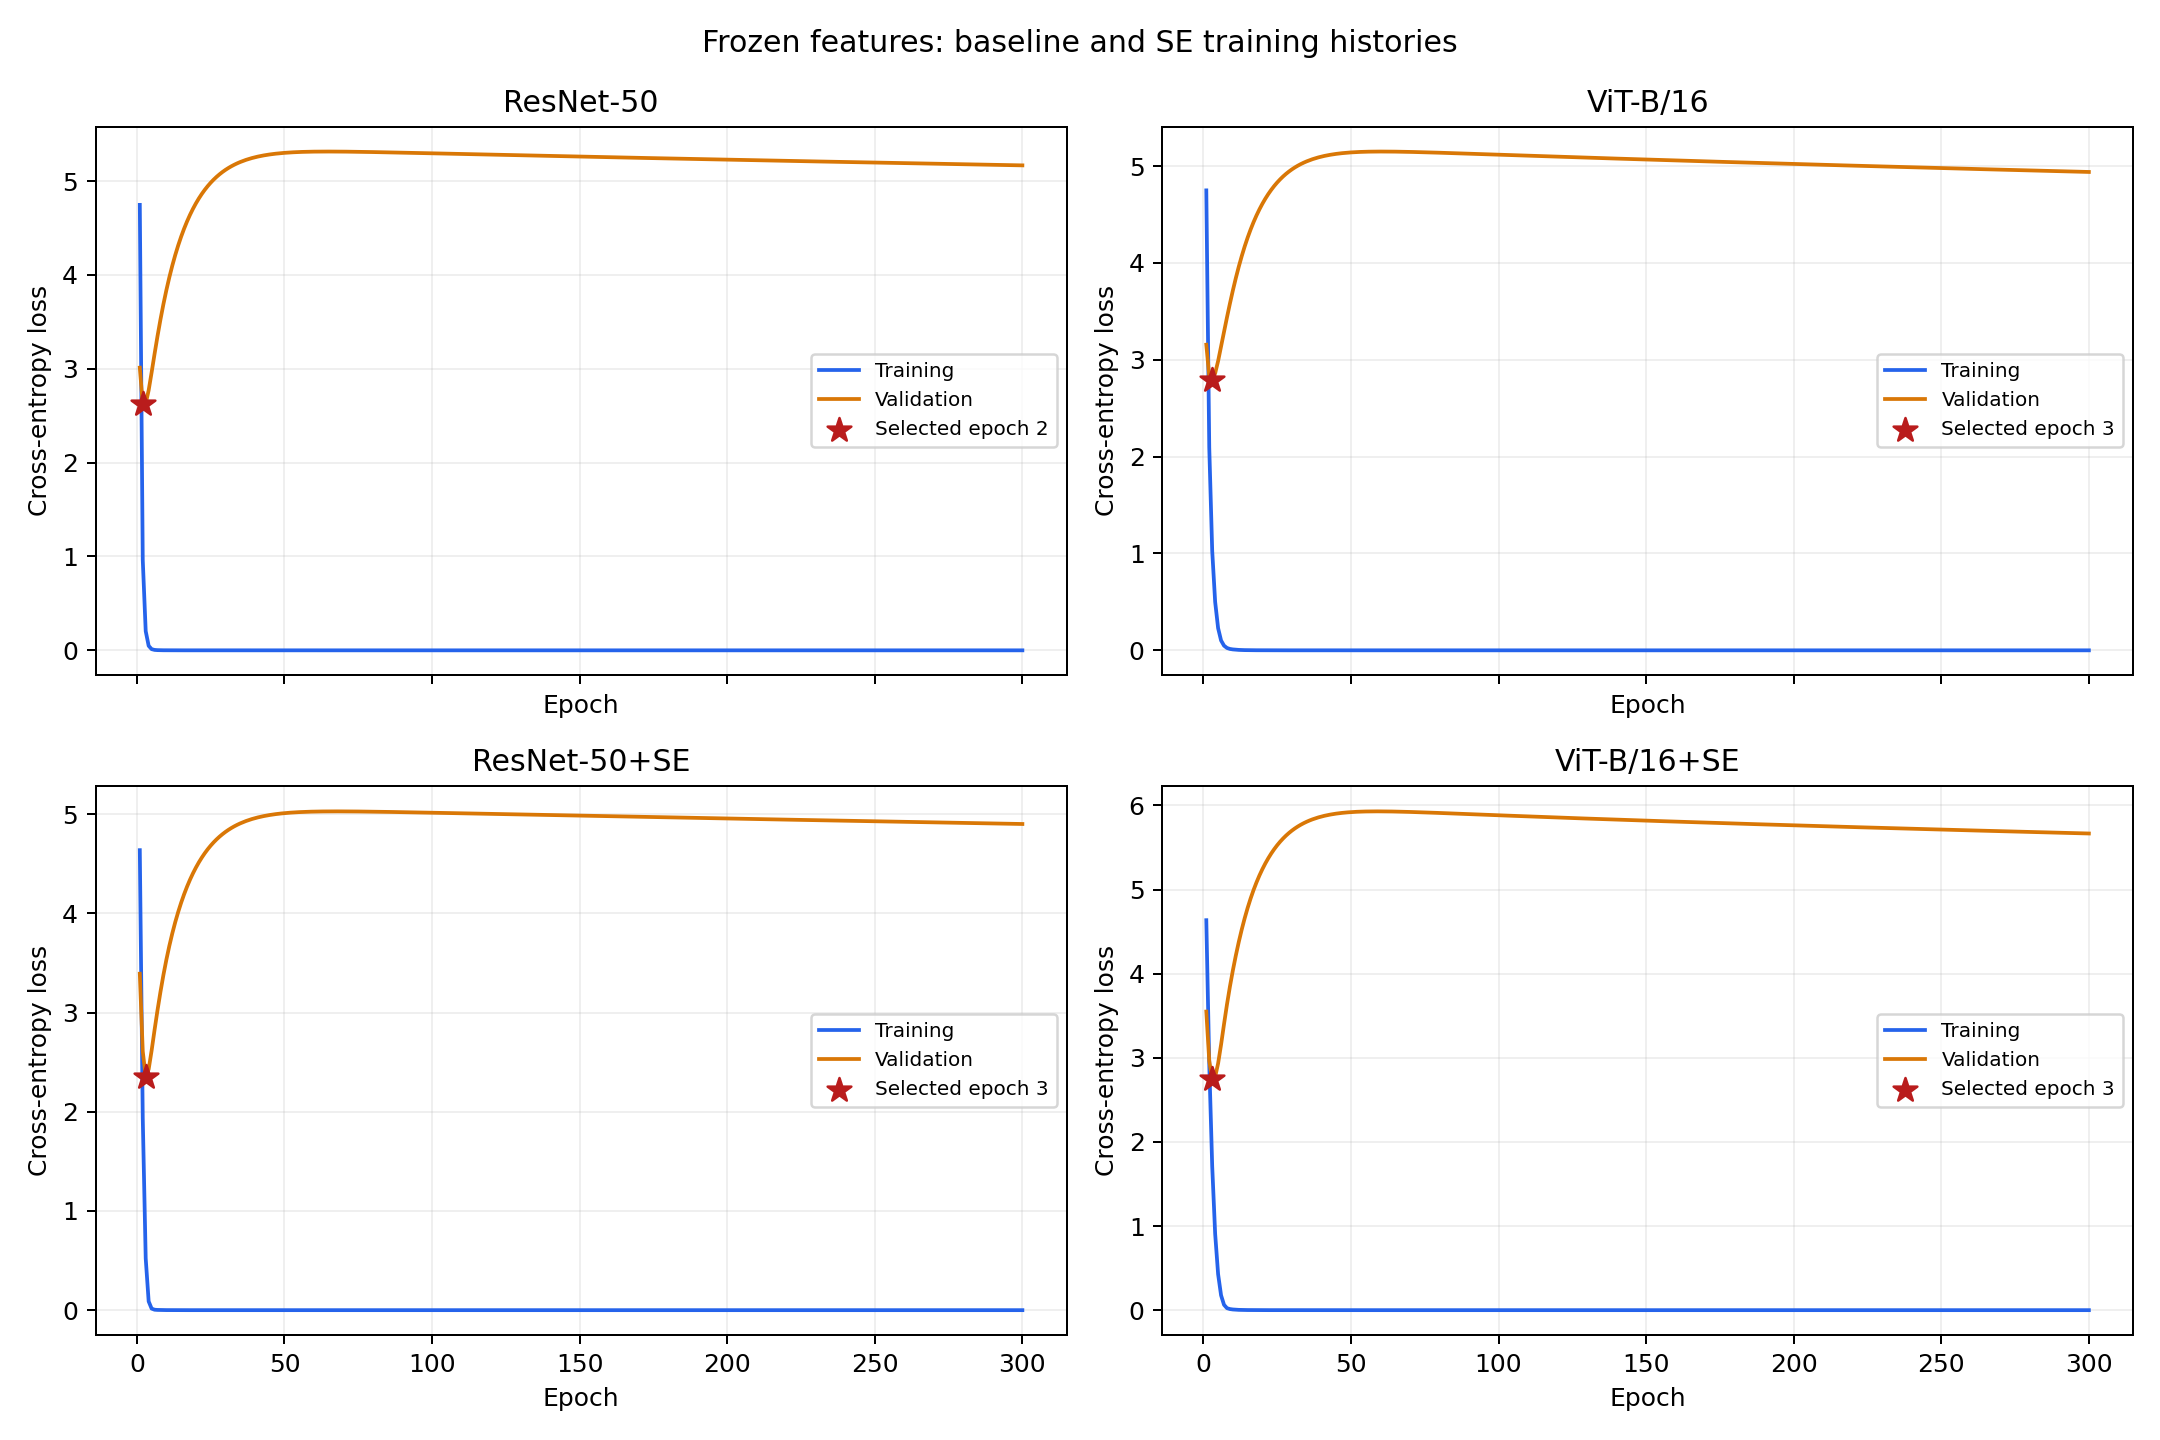 Frozen features: baseline and SE training histories
ResNet-50
Cross-entropy loss
5
4
3
2
1
0
Training
Validation
Selected epoch 2
Epoch
ViT-B/16
Cross-entropy loss
5
4
3
2
1
0
Training
Validation
Selected epoch 3
Epoch
ResNet-50+SE
Cross-entropy loss
5
4
3
2
1
0
Training
Validation
Selected epoch 3
0 50 100 150 200 250 300
Epoch
ViT-B/16+SE
Cross-entropy loss
6
5
4
3
2
1
0
Training
Validation
Selected epoch 3
0 50 100 150 200 250 300
Epoch